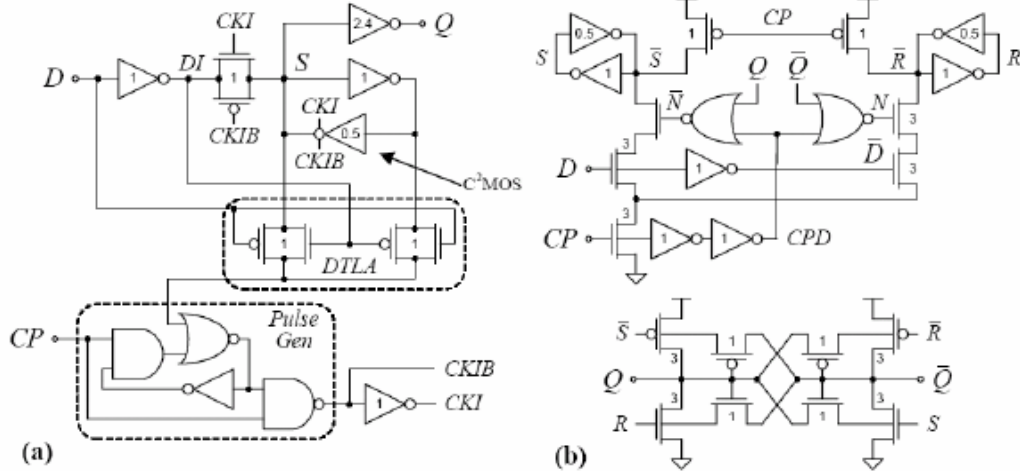 CKI
2.4
Q
D
1
DI
1
S
1
CKIB
CKI
0.5
CKIB
C²MOS
1
1
DTLA
CP
Pulse
Gen
CKIB
1
CKI
(a)
S
0.5
1
S̅
1
CP
1
R̅
0.5
1
R
Q
Q̅
N̅
N
3
3
D
3
1
D̅
3
CP
3
1
1
CPD
S̅
3
1
1
3
R̅
Q
Q̅
R
3
1
1
3
S
(b)